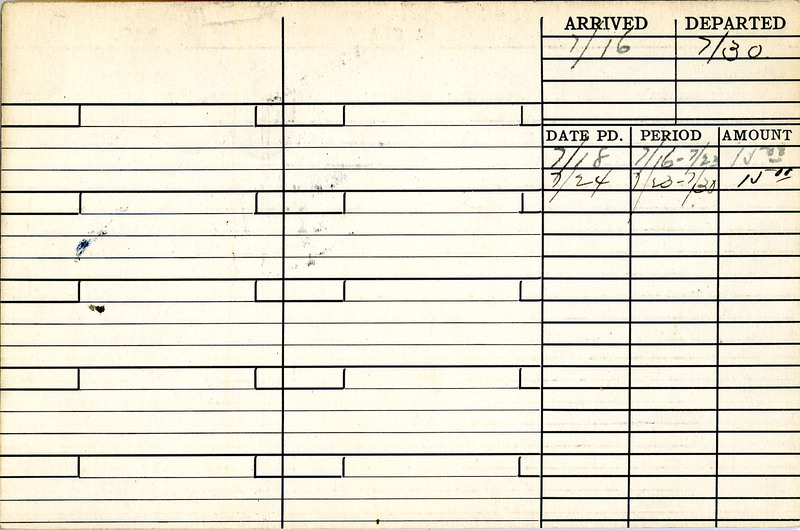 ARRIVED DEPARTED
7/16 7/30
DATE PD. PERIOD AMOUNT
7/18 7/16-7/23 15 00
7/24 7/23-7/30 15 00